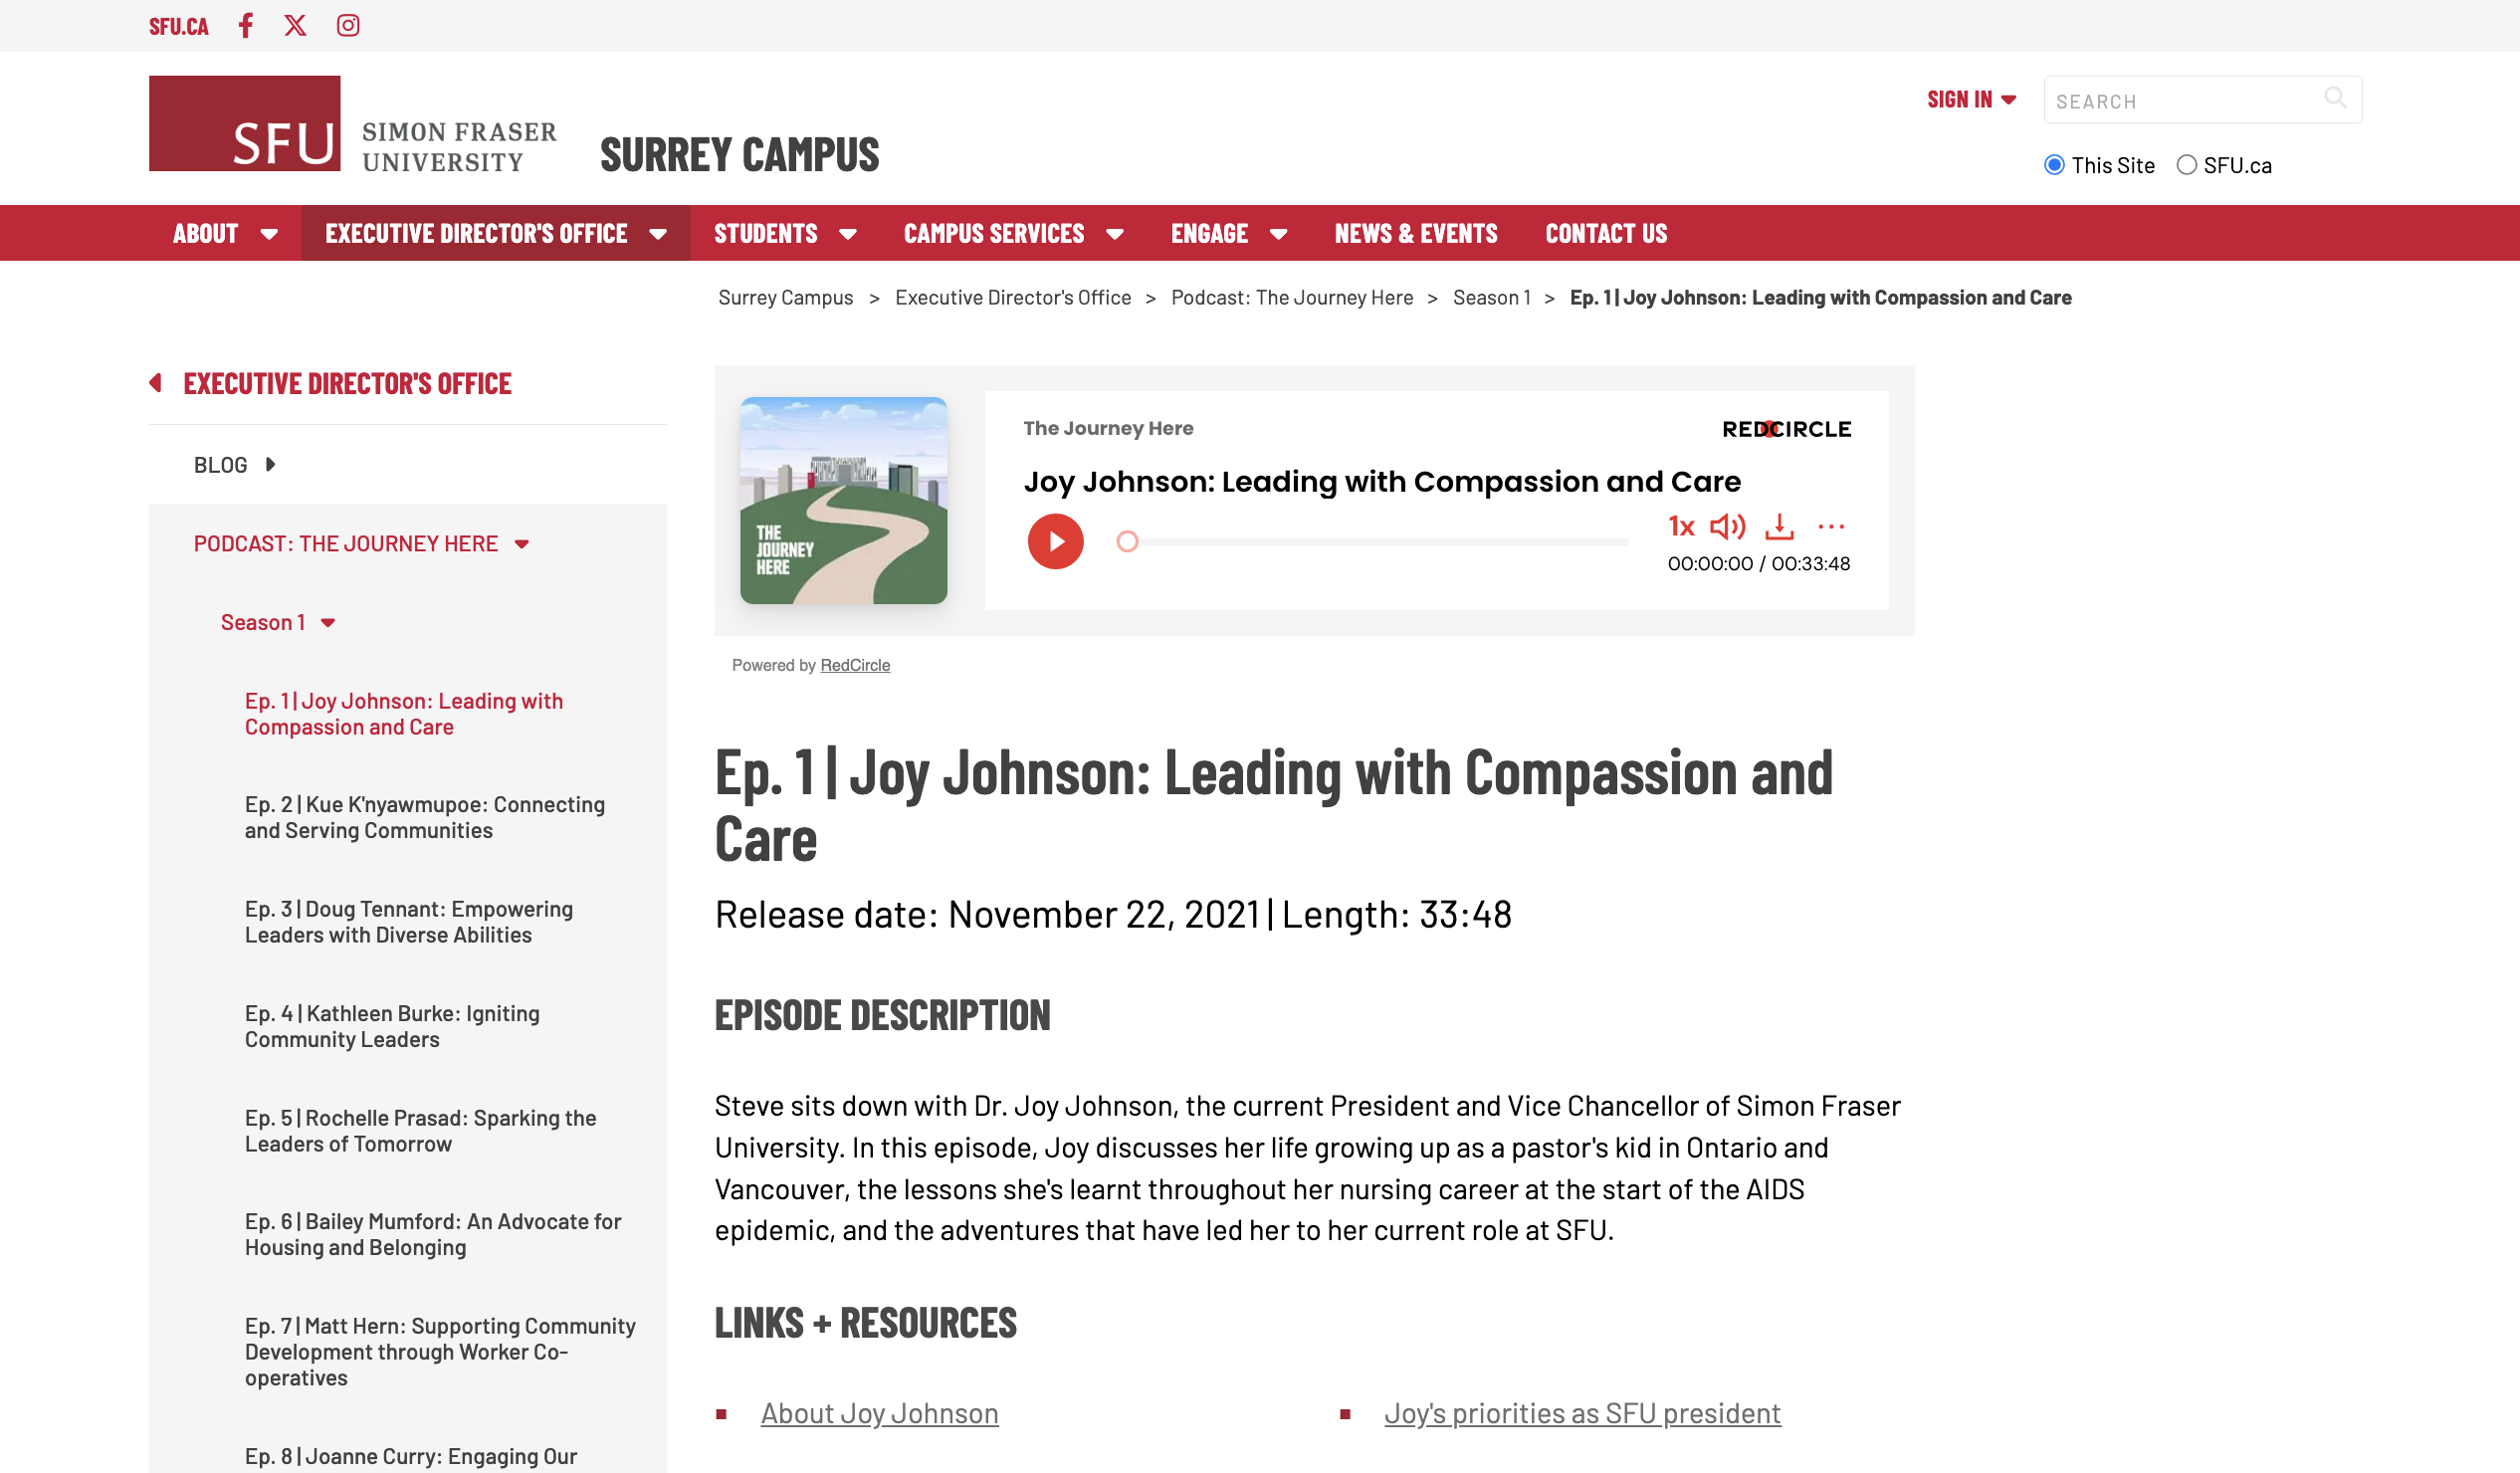 SFU.CA
SFU SIMON FRASER
UNIVERSITY
SURREY CAMPUS
SIGN IN
SEARCH
This Site SFU.ca
ABOUT EXECUTIVE DIRECTOR'S OFFICE STUDENTS CAMPUS SERVICES ENGAGE NEWS & EVENTS CONTACT US
Surrey Campus > Executive Director's Office > Podcast: The Journey Here > Season 1 > Ep. 1 | Joy Johnson: Leading with Compassion and Care
EXECUTIVE DIRECTOR'S OFFICE
BLOG
PODCAST: THE JOURNEY HERE
Season 1
Ep. 1 | Joy Johnson: Leading with
Compassion and Care
Ep. 2 | Kue K'nyawmupoe: Connecting
and Serving Communities
Ep. 3 | Doug Tennant: Empowering
Leaders with Diverse Abilities
Ep. 4 | Kathleen Burke: Igniting
Community Leaders
Ep. 5 | Rochelle Prasad: Sparking the
Leaders of Tomorrow
Ep. 6 | Bailey Mumford: An Advocate for
Housing and Belonging
Ep. 7 | Matt Hern: Supporting Community
Development through Worker Co-
operatives
Ep. 8 | Joanne Curry: Engaging Our
THE
JOURNEY
HERE
The Journey Here
REDCIRCLE
Joy Johnson: Leading with Compassion and Care
1x
00:00:00 / 00:33:48
Powered by RedCircle
Ep. 1 | Joy Johnson: Leading with Compassion and
Care
Release date: November 22, 2021 | Length: 33:48
EPISODE DESCRIPTION
Steve sits down with Dr. Joy Johnson, the current President and Vice Chancellor of Simon Fraser
University. In this episode, Joy discusses her life growing up as a pastor's kid in Ontario and
Vancouver, the lessons she's learnt throughout her nursing career at the start of the AIDS
epidemic, and the adventures that have led her to her current role at SFU.
LINKS + RESOURCES
About Joy Johnson
Joy's priorities as SFU president